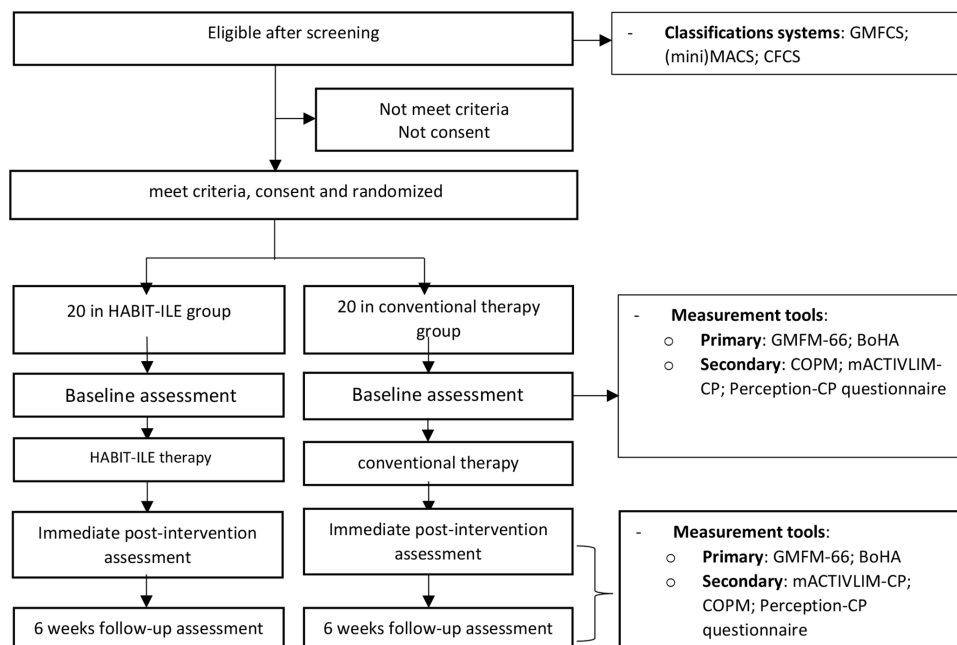 Eligible after screening
- Classifications systems: GMFCS;
(mini)MACS; CFCS
Not meet criteria
Not consent
meet criteria, consent and randomized
20 in HABIT-ILE group
20 in conventional therapy
group
- Measurement tools:
o Primary: GMFM-66; BoHA
o Secondary: COPM; mACTIVLIM-
CP; Perception-CP questionnaire
Baseline assessment
Baseline assessment
HABIT-ILE therapy
conventional therapy
Immediate post-intervention
assessment
Immediate post-intervention
assessment
- Measurement tools:
o Primary: GMFM-66; BoHA
o Secondary: mACTIVLIM-CP;
COPM; Perception-CP
questionnaire
6 weeks follow-up assessment
6 weeks follow-up assessment